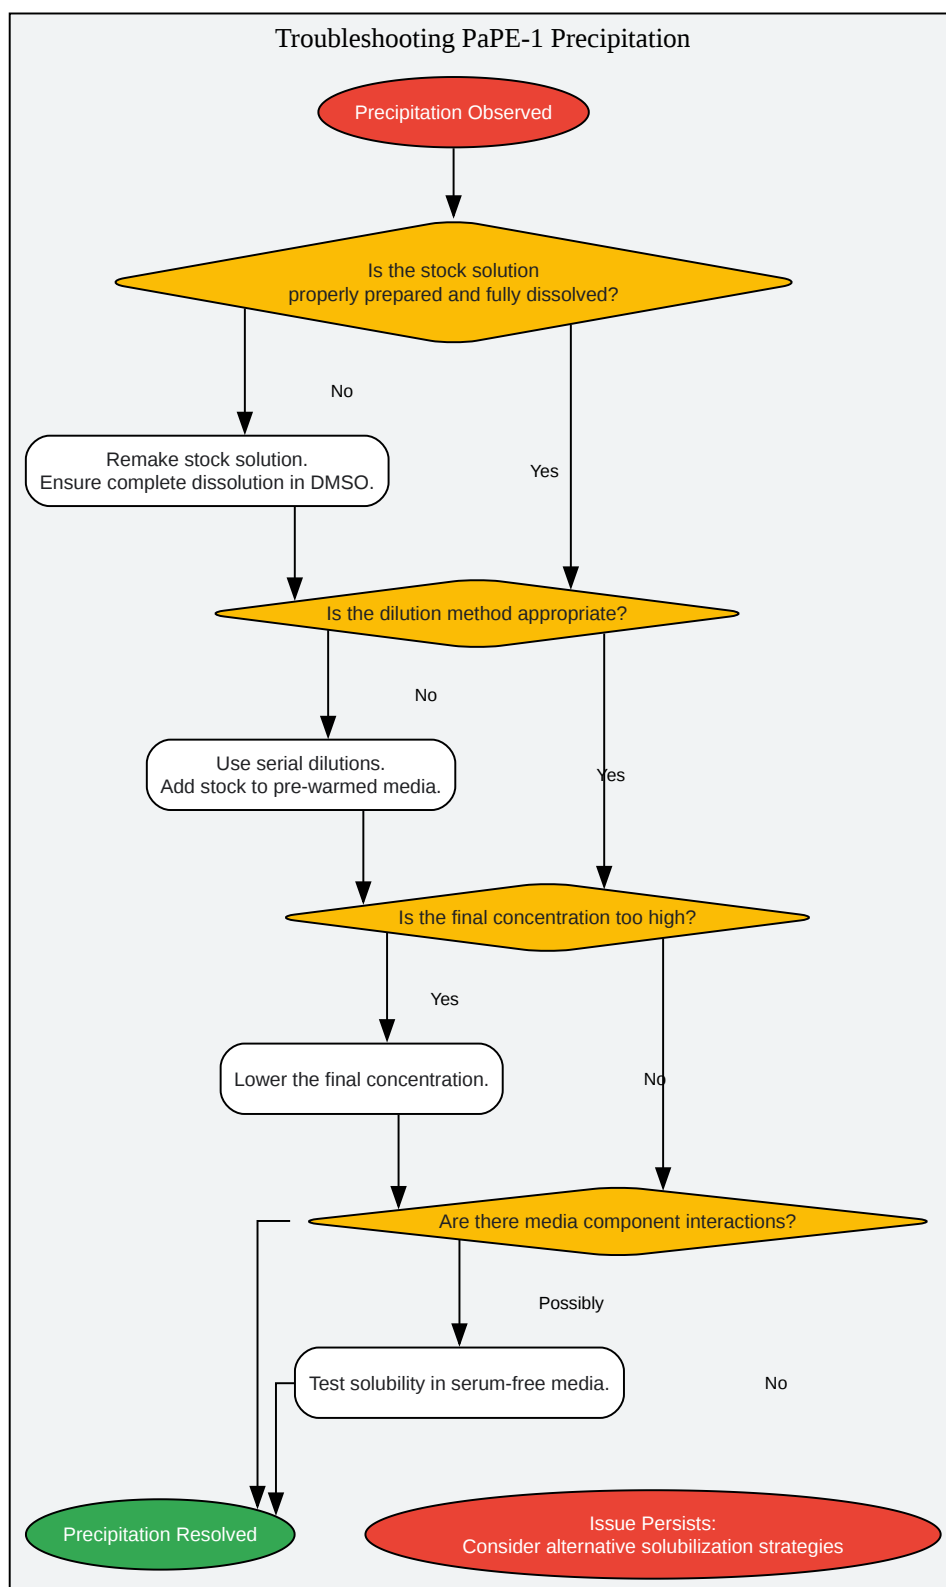 Troubleshooting PaPE-1 Precipitation
Precipitation Observed
Is the stock solution
properly prepared and fully dissolved?
No
Remake stock solution.
Ensure complete dissolution in DMSO.
Yes
Is the dilution method appropriate?
No
Use serial dilutions.
Add stock to pre-warmed media.
Yes
Is the final concentration too high?
Yes
Lower the final concentration.
No
Are there media component interactions?
Possibly
Test solubility in serum-free media.
No
Precipitation Resolved
Issue Persists:
Consider alternative solubilization strategies